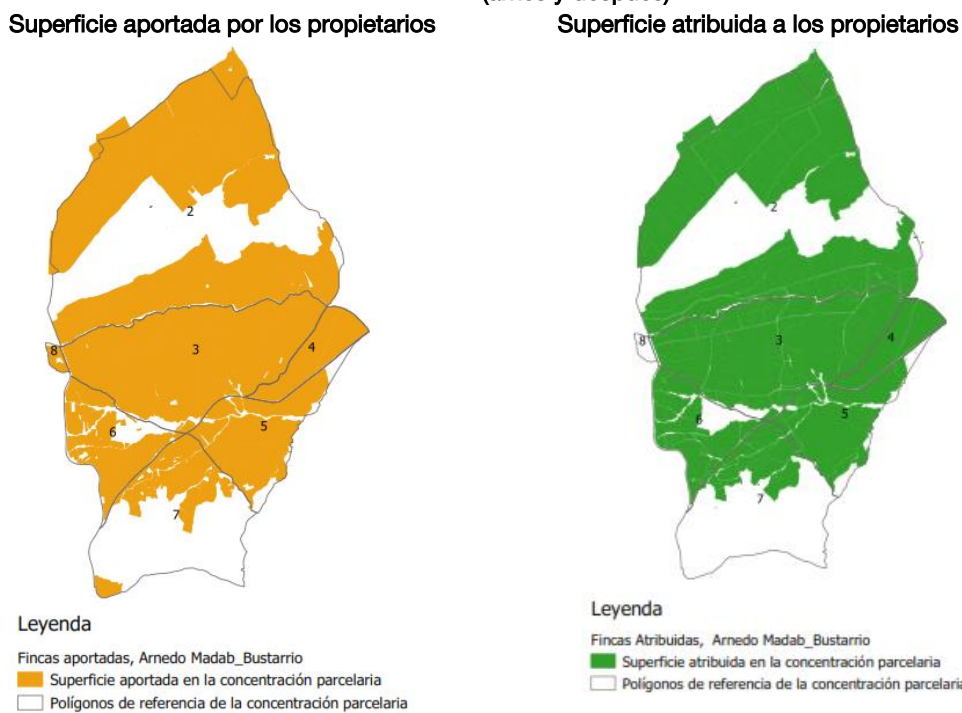 Superficie aportada por los propietarios
Superficie atribuida a los propietarios
2
3
4
8
6
5
7
2
3
4
8
6
5
7
Leyenda
Fincas aportadas, Arnedo Madab_Bustarrio
Superficie aportada en la concentración parcelaria
Polígonos de referencia de la concentración parcelaria
Leyenda
Fincas Atribuidas, Arnedo Madab_Bustarrio
Superficie atribuida en la concentración parcelaria
Polígonos de referencia de la concentración parcelaria